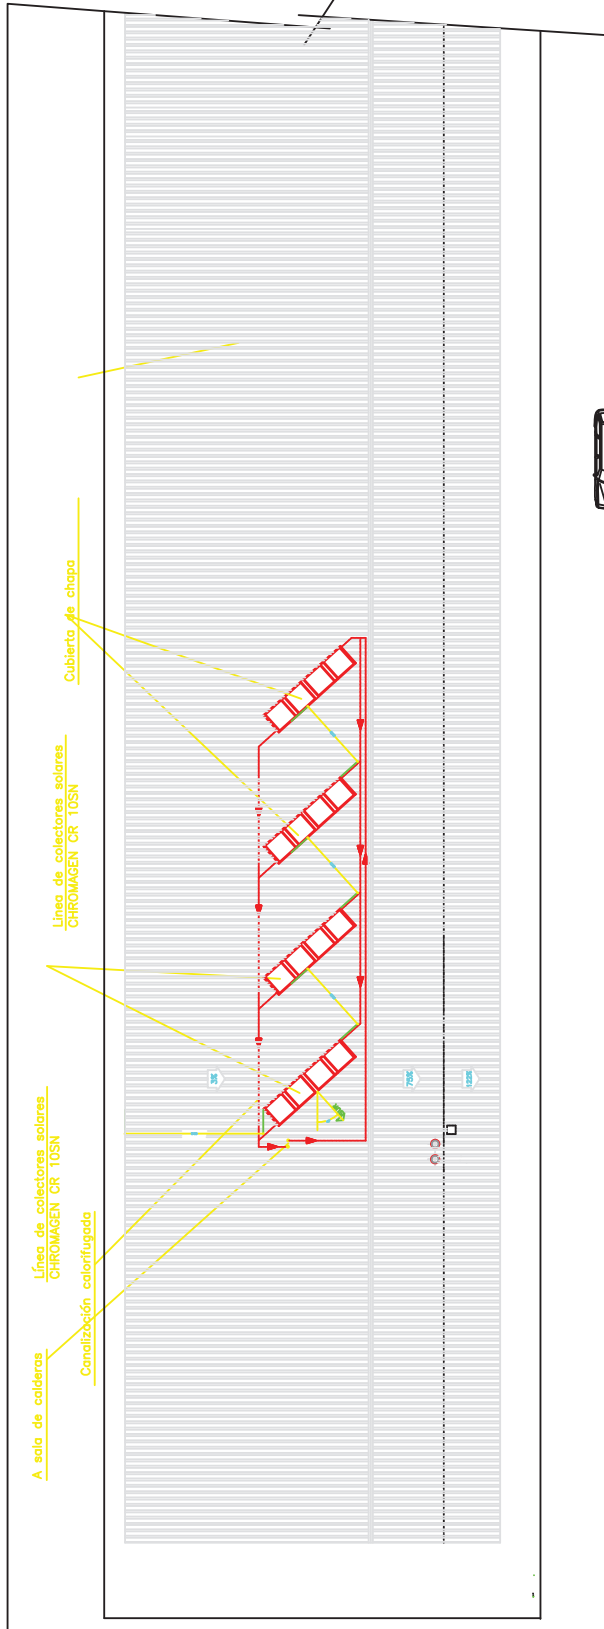 Cubierta de chapa
Línea de colectores solares
CHROMAGEN CR 10SN
Línea de colectores solares
CHROMAGEN CR 10SN
Canalización calorifugada
A sala de calderas
3%